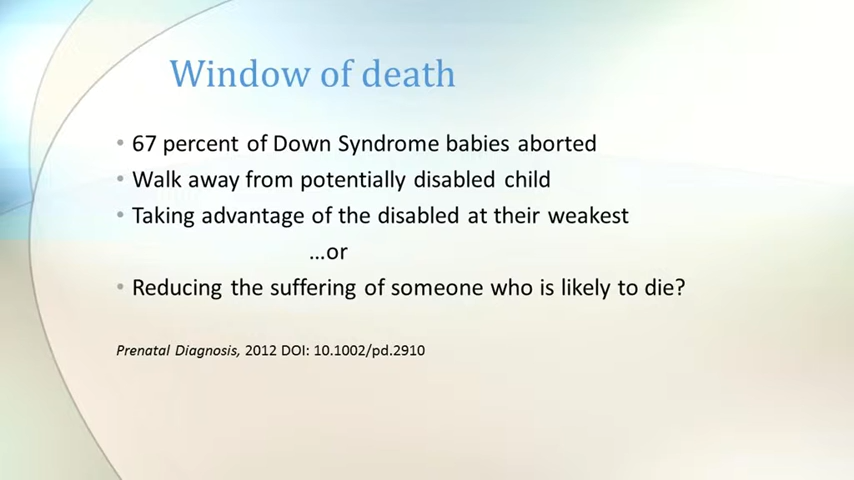 Window of death
• 67 percent of Down Syndrome babies aborted
• Walk away from potentially disabled child
• Taking advantage of the disabled at their weakest
...or
• Reducing the suffering of someone who is likely to die?
Prenatal Diagnosis, 2012 DOI: 10.1002/pd.2910